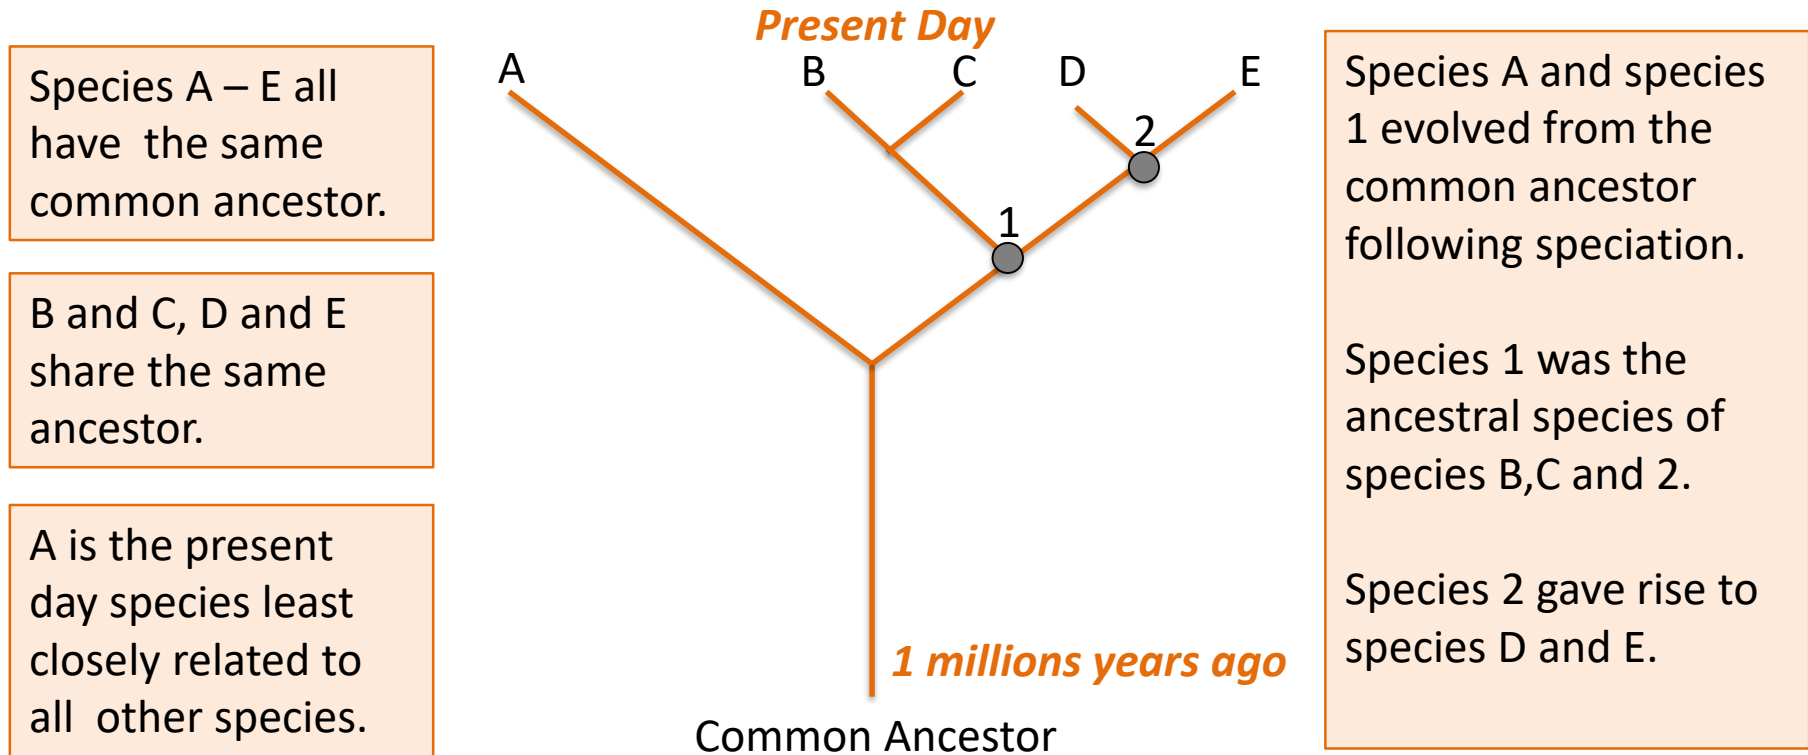 Present Day
A
B
C
D
E
2
1
1 millions years ago
Common Ancestor
Species A – E all
have the same
common ancestor.
B and C, D and E
share the same
ancestor.
A is the present
day species least
closely related to
all other species.
Species A and species
1 evolved from the
common ancestor
following speciation.
Species 1 was the
ancestral species of
species B,C and 2.
Species 2 gave rise to
species D and E.